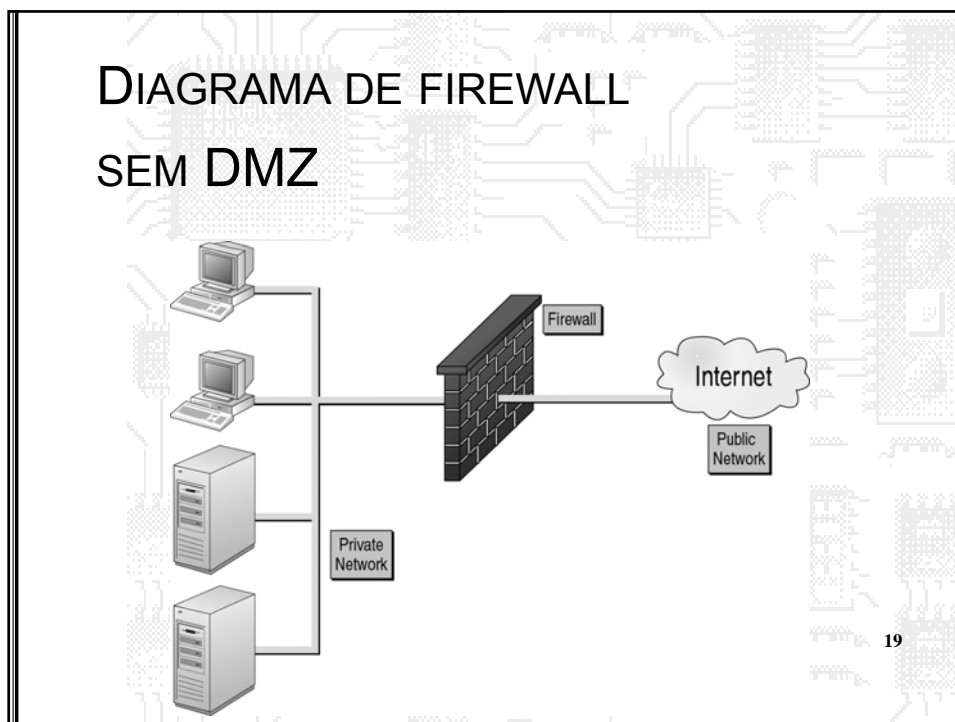 DIAGRAMA DE FIREWALL
SEM DMZ
Firewall
Internet
Public
Network
Private
Network
19